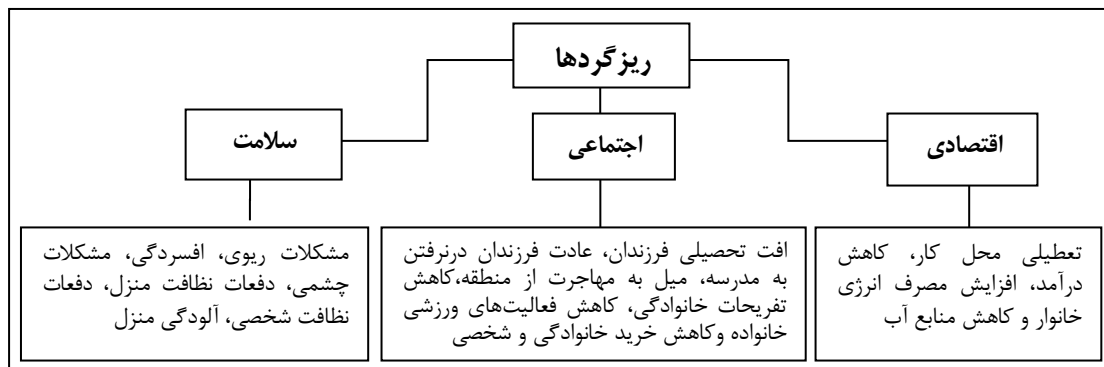 ریزگردها
اقتصادی
اجتماعی
سلامت
تعطیلی محل کار، کاهش
درآمد، افزایش مصرف انرژی
خانوار و کاهش منابع آب
افت تحصیلی فرزندان، عادت فرزندان درنرفتن
به مدرسه، میل به مهاجرت از منطقه،کاهش
تفریحات خانوادگی، کاهش فعالیت‌های ورزشی
خانواده وکاهش خرید خانوادگی و شخصی
مشکلات ریوی، افسردگی، مشکلات
چشمی، دفعات نظافت منزل، دفعات
نظافت شخصی، آلودگی منزل